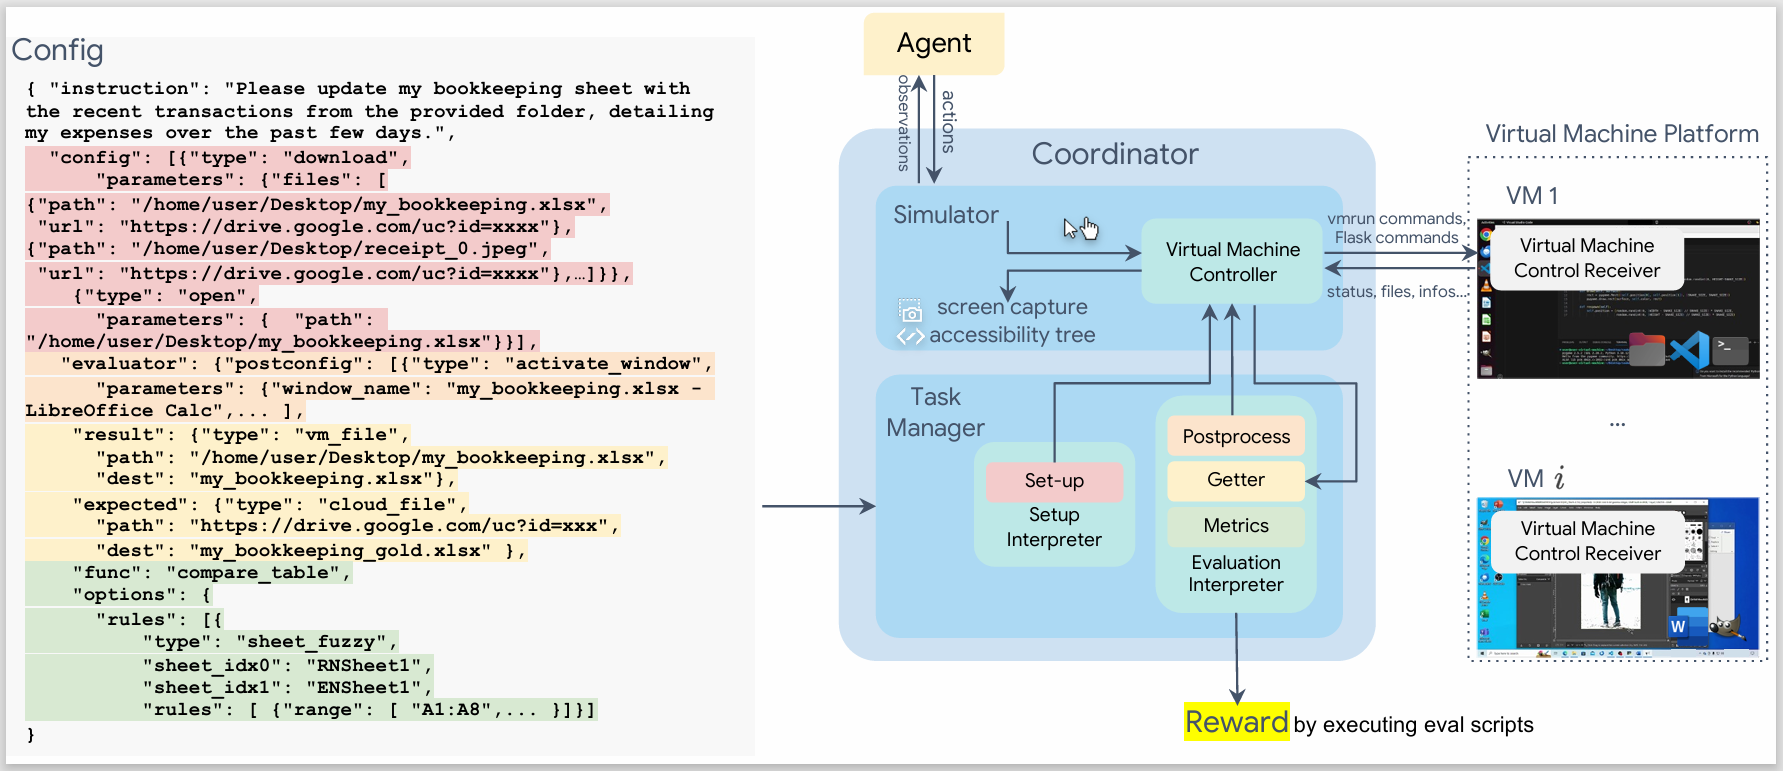 Config
{ "instruction": "Please update my bookkeeping sheet with
the recent transactions from the provided folder, detailing
my expenses over the past few days.",
"config": [{"type": "download",
"parameters": {"files": [
{"path": "/home/user/Desktop/my_bookkeeping.xlsx",
"url": "https://drive.google.com/uc?id=xxxx"},
{"path": "/home/user/Desktop/receipt_0.jpeg",
"url": "https://drive.google.com/uc?id=xxxx"},…]}},
{"type": "open",
"parameters": { "path":
"/home/user/Desktop/my_bookkeeping.xlsx"}}],
"evaluator": {"postconfig": [{"type": "activate_window",
"parameters": {"window_name": "my_bookkeeping.xlsx -
LibreOffice Calc",... ],
"result": {"type": "vm_file",
"path": "/home/user/Desktop/my_bookkeeping.xlsx",
"dest": "my_bookkeeping.xlsx"},
"expected": {"type": "cloud_file",
"path": "https://drive.google.com/uc?id=xxx",
"dest": "my_bookkeeping_gold.xlsx" },
"func": "compare_table",
"options": {
"rules": [{
"type": "sheet_fuzzy",
"sheet_idx0": "RNSheet1",
"sheet_idx1": "ENSheet1",
"rules": [ {"range": [ "A1:A8",... }]}]
}
Agent
observations
actions
Coordinator
Simulator
Virtual Machine
Controller
screen capture
accessibility tree
Task
Manager
Set-up
Setup
Interpreter
Postprocess
Getter
Metrics
Evaluation
Interpreter
Reward by executing eval scripts
vmrun commands,
Flask commands
status, files, infos...
Virtual Machine Platform
VM 1
Virtual Machine
Control Receiver
...
VM i
Virtual Machine
Control Receiver
W